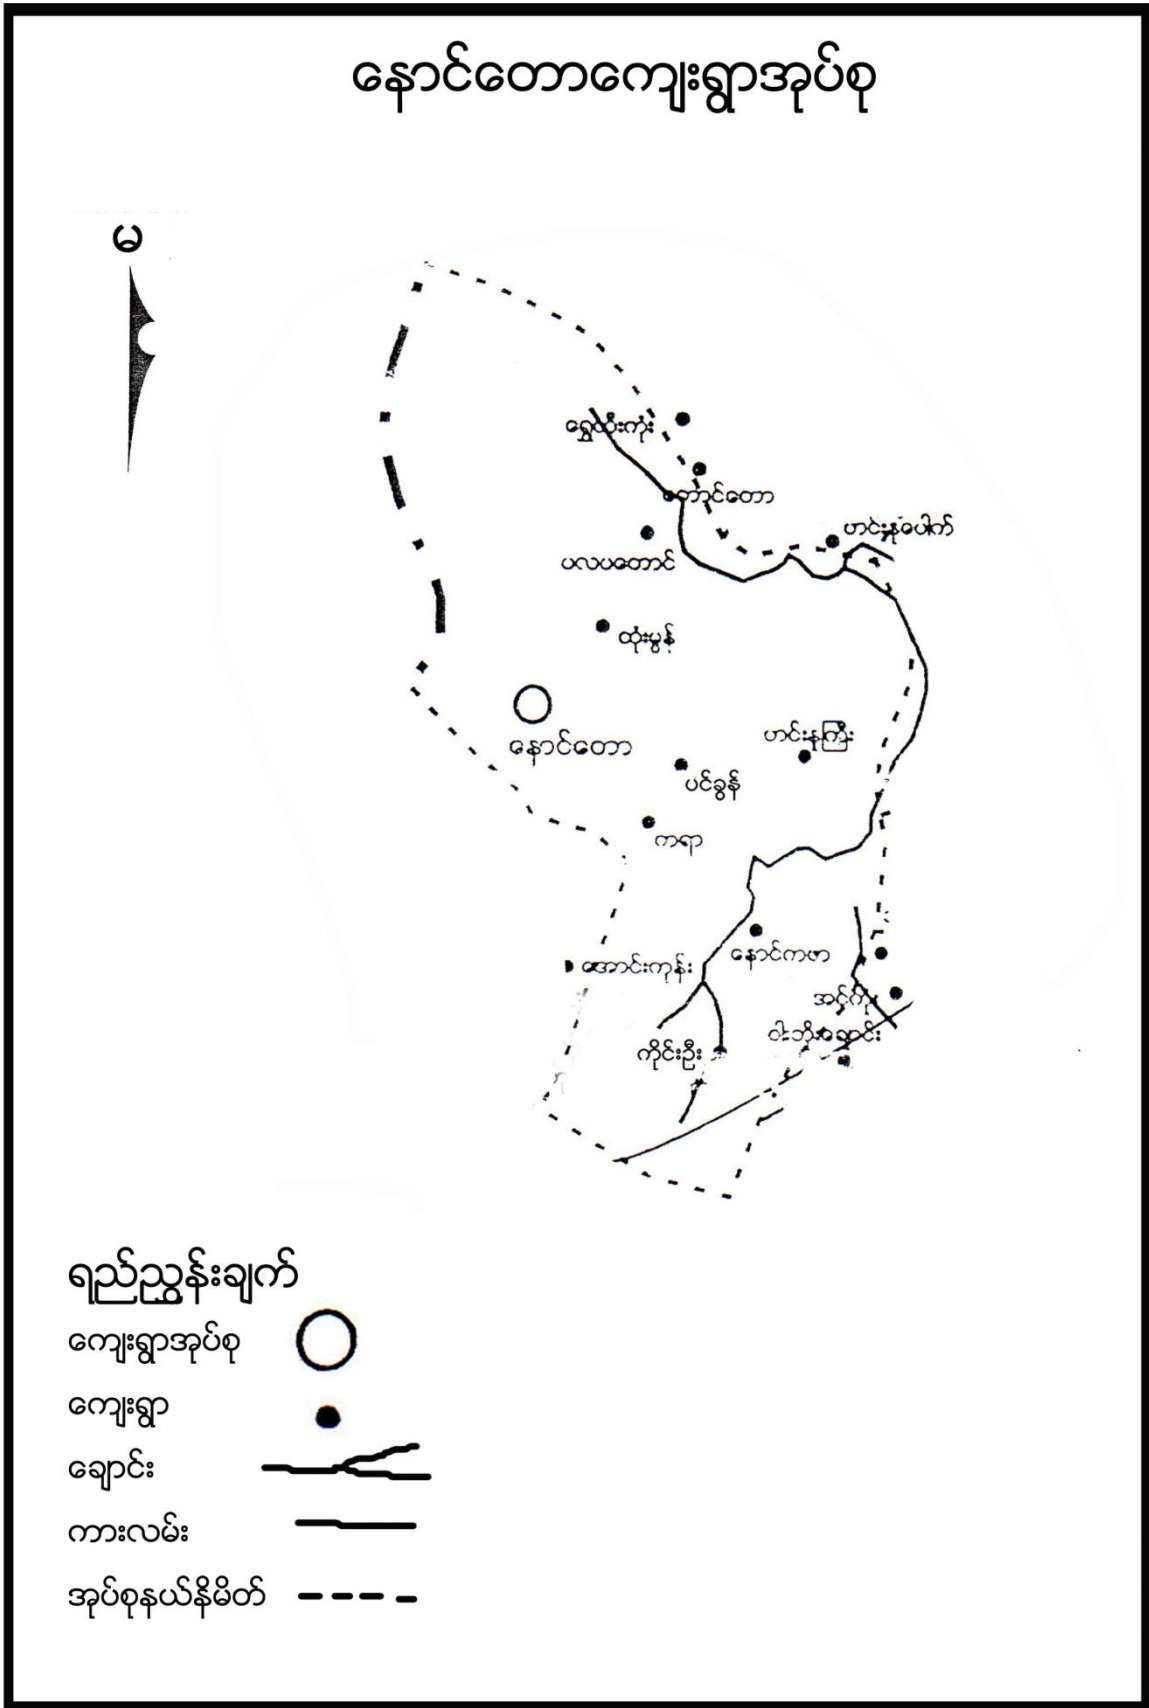 နောင်တောကျေးရွာအုပ်စု
မ
ရွှေထီးကုံး
တောင်တော
ဟင်းနုပေါက်
ပလပတောင်
ထုံးမွန်
နောင်တော
ဟင်းနုကြီး
ပင်ခွန်
ကရာ
နောင်ကဇာ
အောင်းကုန်း
ကိုင်းဦး
ရည်ညွှန်းချက်
ကျေးရွာအုပ်စု
ကျေးရွာ
ချောင်း
ကားလမ်း
အုပ်စုနယ်နိမိတ်